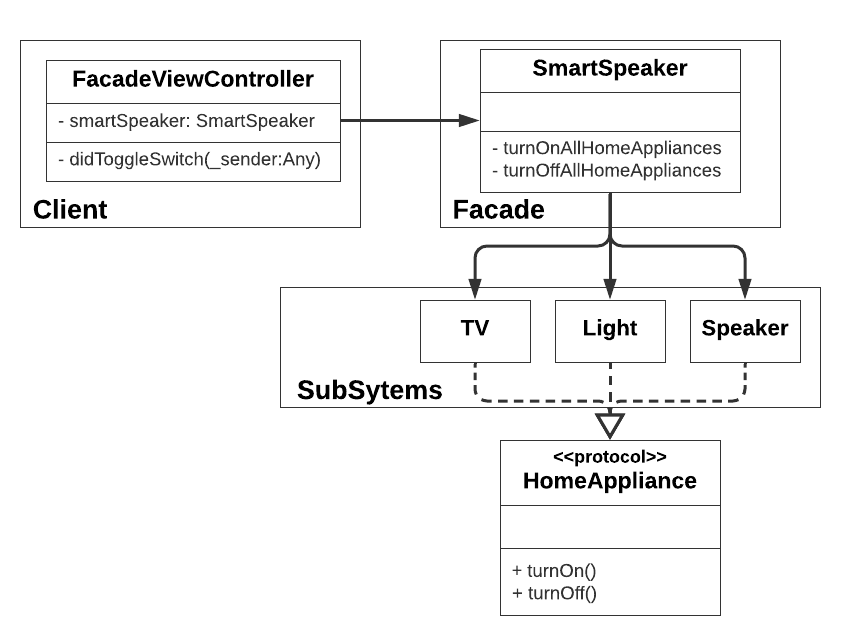 FacadeViewController
- smartSpeaker: SmartSpeaker
- didToggleSwitch(_sender:Any)
Client
SmartSpeaker
- turnOnAllHomeAppliances
- turnOffAllHomeAppliances
Facade
TV
Light
Speaker
SubSytems
<<protocol>>
HomeAppliance
+ turnOn()
+ turnOff()